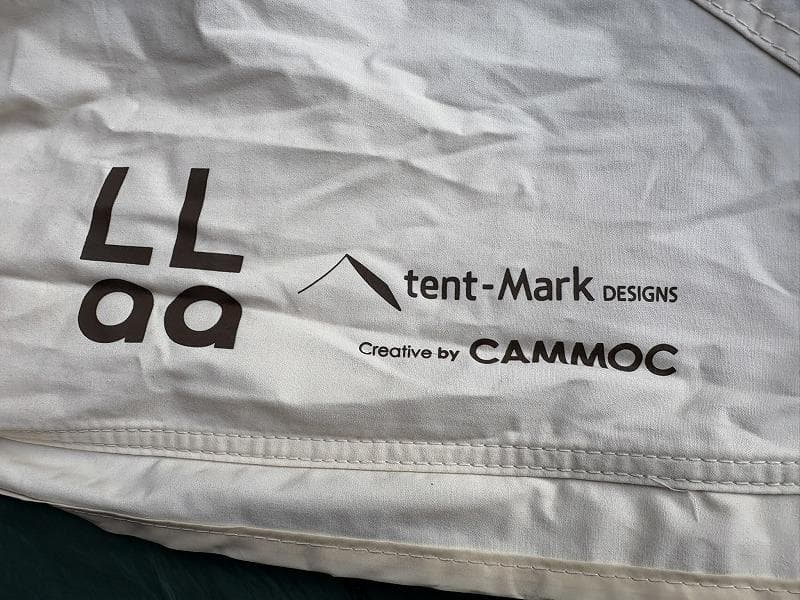 LL
aa
tent-Mark DESIGNS
Creative by CAMMOC